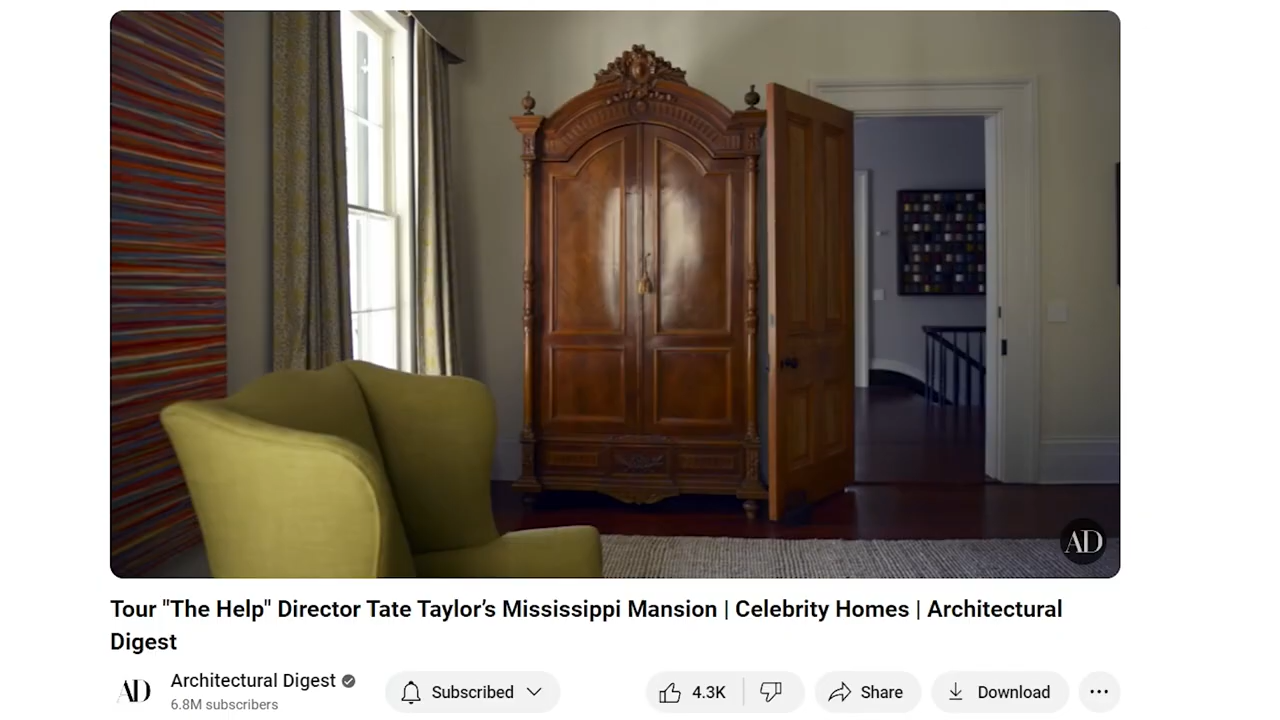 AD
Tour "The Help" Director Tate Taylor’s Mississippi Mansion | Celebrity Homes | Architectural
Digest
AD
Architectural Digest
6.8M subscribers
Subscribed
4.3K
Share
Download